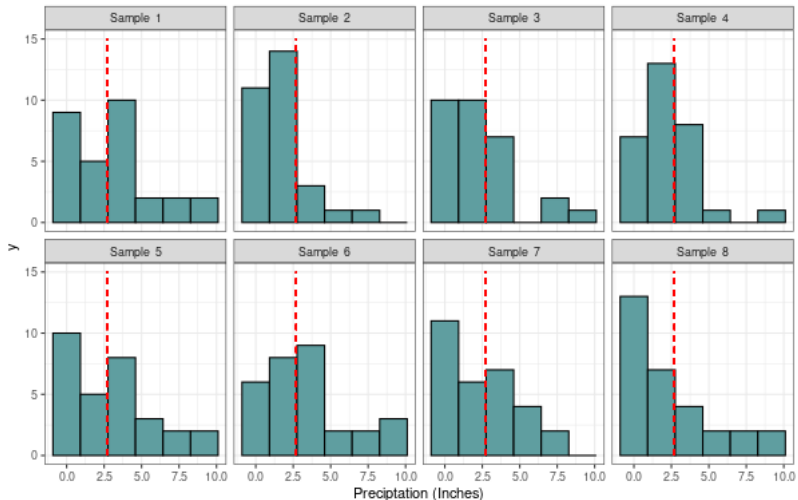 Sample 1
Sample 2
Sample 3
Sample 4
15
10
5
0
y
Sample 5
Sample 6
Sample 7
Sample 8
15
10
5
0
0.0 2.5 5.0 7.5 10.0
0.0 2.5 5.0 7.5 10.0
0.0 2.5 5.0 7.5 10.0
0.0 2.5 5.0 7.5 10.0
Preciptation (Inches)